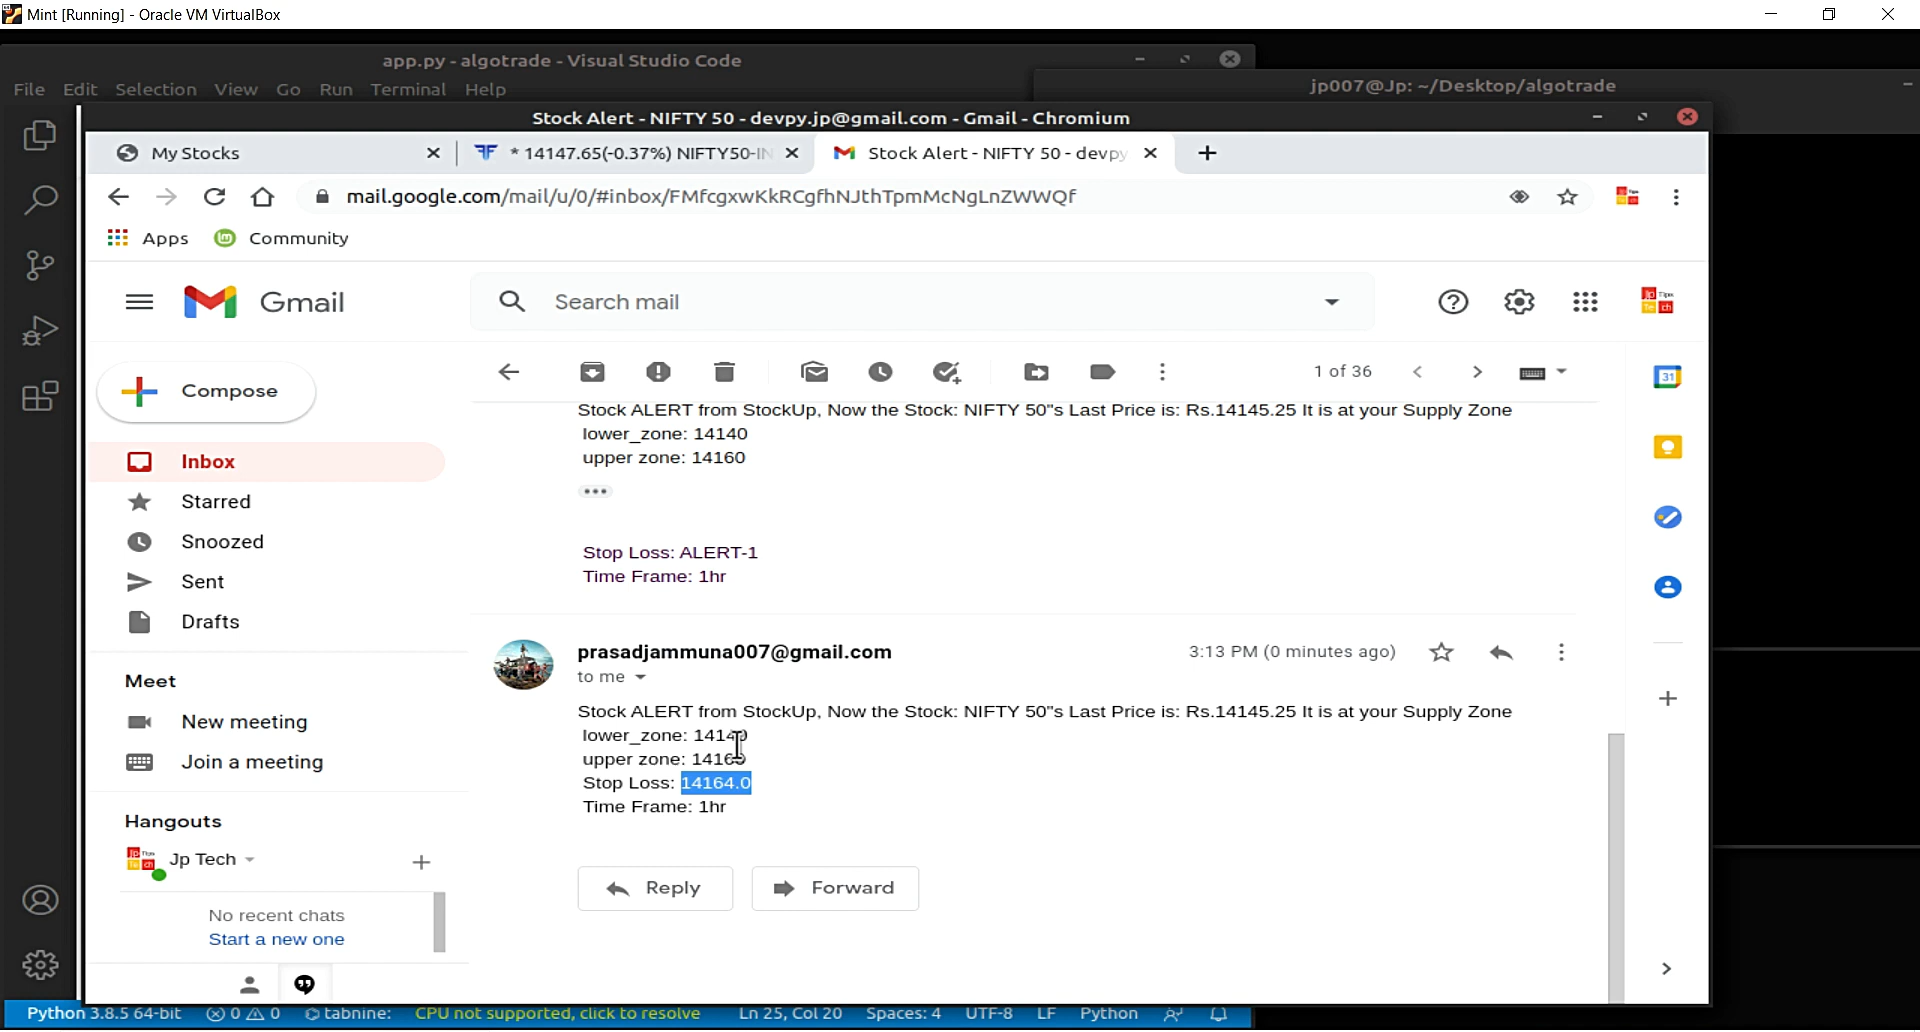 Mint [Running] - Oracle VM VirtualBox
app.py - algotrade - Visual Studio Code
File Edit Selection View Go Run Terminal Help
jp007@Jp: ~/Desktop/algotrade
Stock Alert - NIFTY 50 - devpy.jp@gmail.com - Gmail - Chromium
My Stocks
* 14147.65(-0.37%) NIFTY50-IN
Stock Alert - NIFTY 50 - devpy
mail.google.com/mail/u/0/#inbox/FMfcgxwKkRCgfhNJthTpmMcNgLnZWWQf
Apps Community
Gmail
Search mail
Compose
1 of 36
31
Stock ALERT from StockUp, Now the Stock: NIFTY 50"s Last Price is: Rs.14145.25 It is at your Supply Zone
lower_zone: 14140
upper zone: 14160
Stop Loss: ALERT-1
Time Frame: 1hr
Inbox
Starred
Snoozed
Sent
Drafts
prasadjammuna007@gmail.com
3:13 PM (0 minutes ago)
to me
Stock ALERT from StockUp, Now the Stock: NIFTY 50"s Last Price is: Rs.14145.25 It is at your Supply Zone
lower_zone: 14140
upper zone: 14160
Stop Loss: 14164.0
Time Frame: 1hr
Reply
Forward
Meet
New meeting
Join a meeting
Hangouts
Jp Tech
No recent chats
Start a new one
Python 3.8.5 64-bit 0 0 tabnine: CPU not supported, click to resolve Ln 25, Col 20 Spaces: 4 UTF-8 LF Python